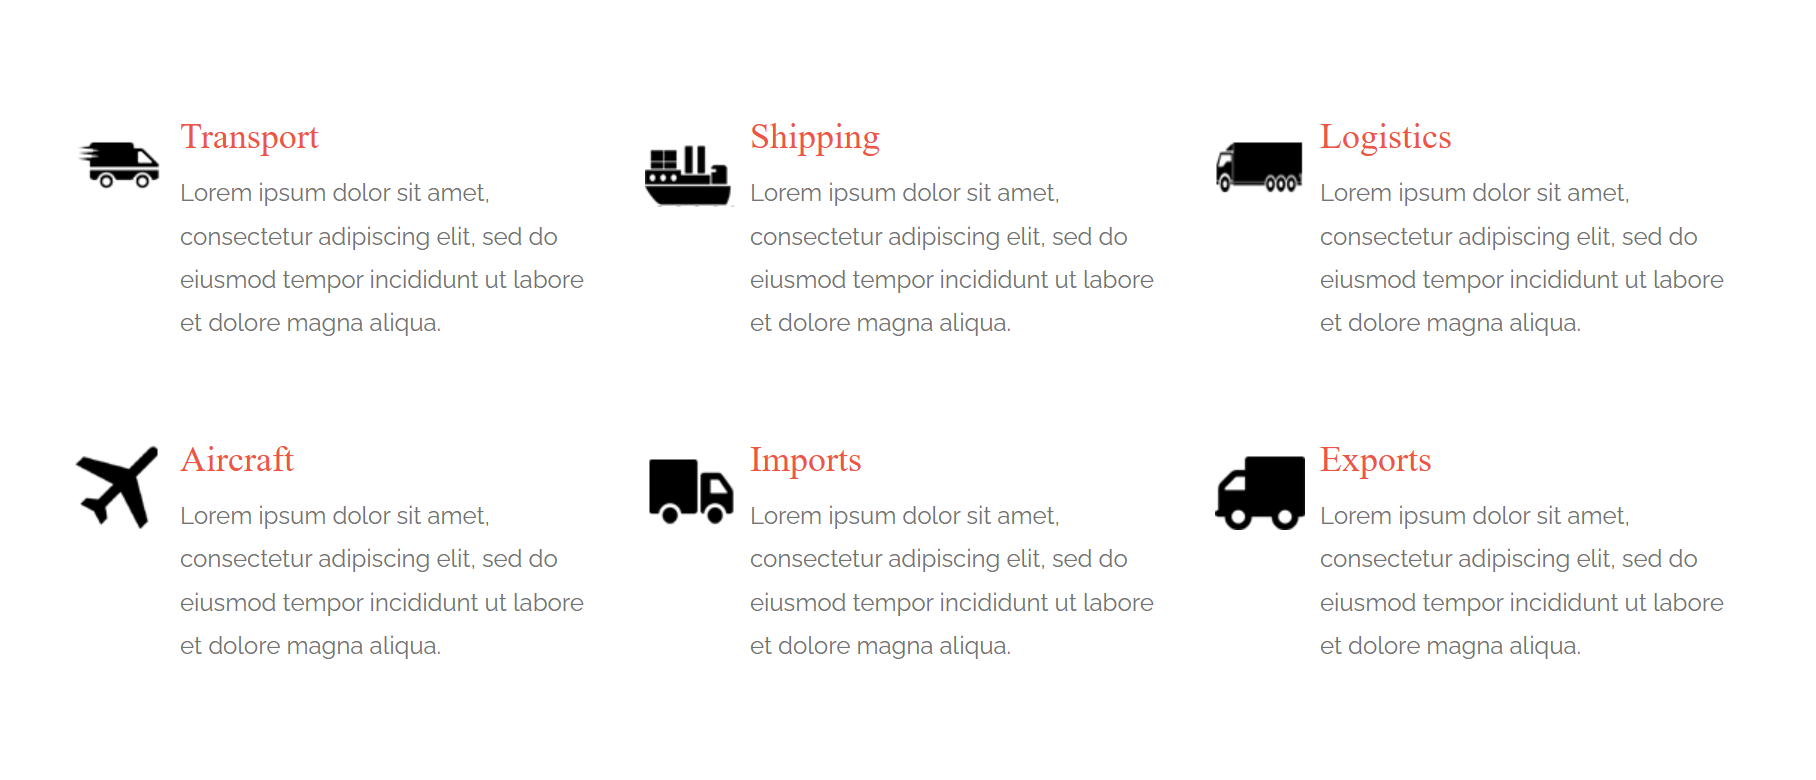 Transport
Lorem ipsum dolor sit amet,
consectetur adipiscing elit, sed do
eiusmod tempor incididunt ut labore
et dolore magna aliqua.
Shipping
Lorem ipsum dolor sit amet,
consectetur adipiscing elit, sed do
eiusmod tempor incididunt ut labore
et dolore magna aliqua.
Logistics
Lorem ipsum dolor sit amet,
consectetur adipiscing elit, sed do
eiusmod tempor incididunt ut labore
et dolore magna aliqua.
Aircraft
Lorem ipsum dolor sit amet,
consectetur adipiscing elit, sed do
eiusmod tempor incididunt ut labore
et dolore magna aliqua.
Imports
Lorem ipsum dolor sit amet,
consectetur adipiscing elit, sed do
eiusmod tempor incididunt ut labore
et dolore magna aliqua.
Exports
Lorem ipsum dolor sit amet,
consectetur adipiscing elit, sed do
eiusmod tempor incididunt ut labore
et dolore magna aliqua.